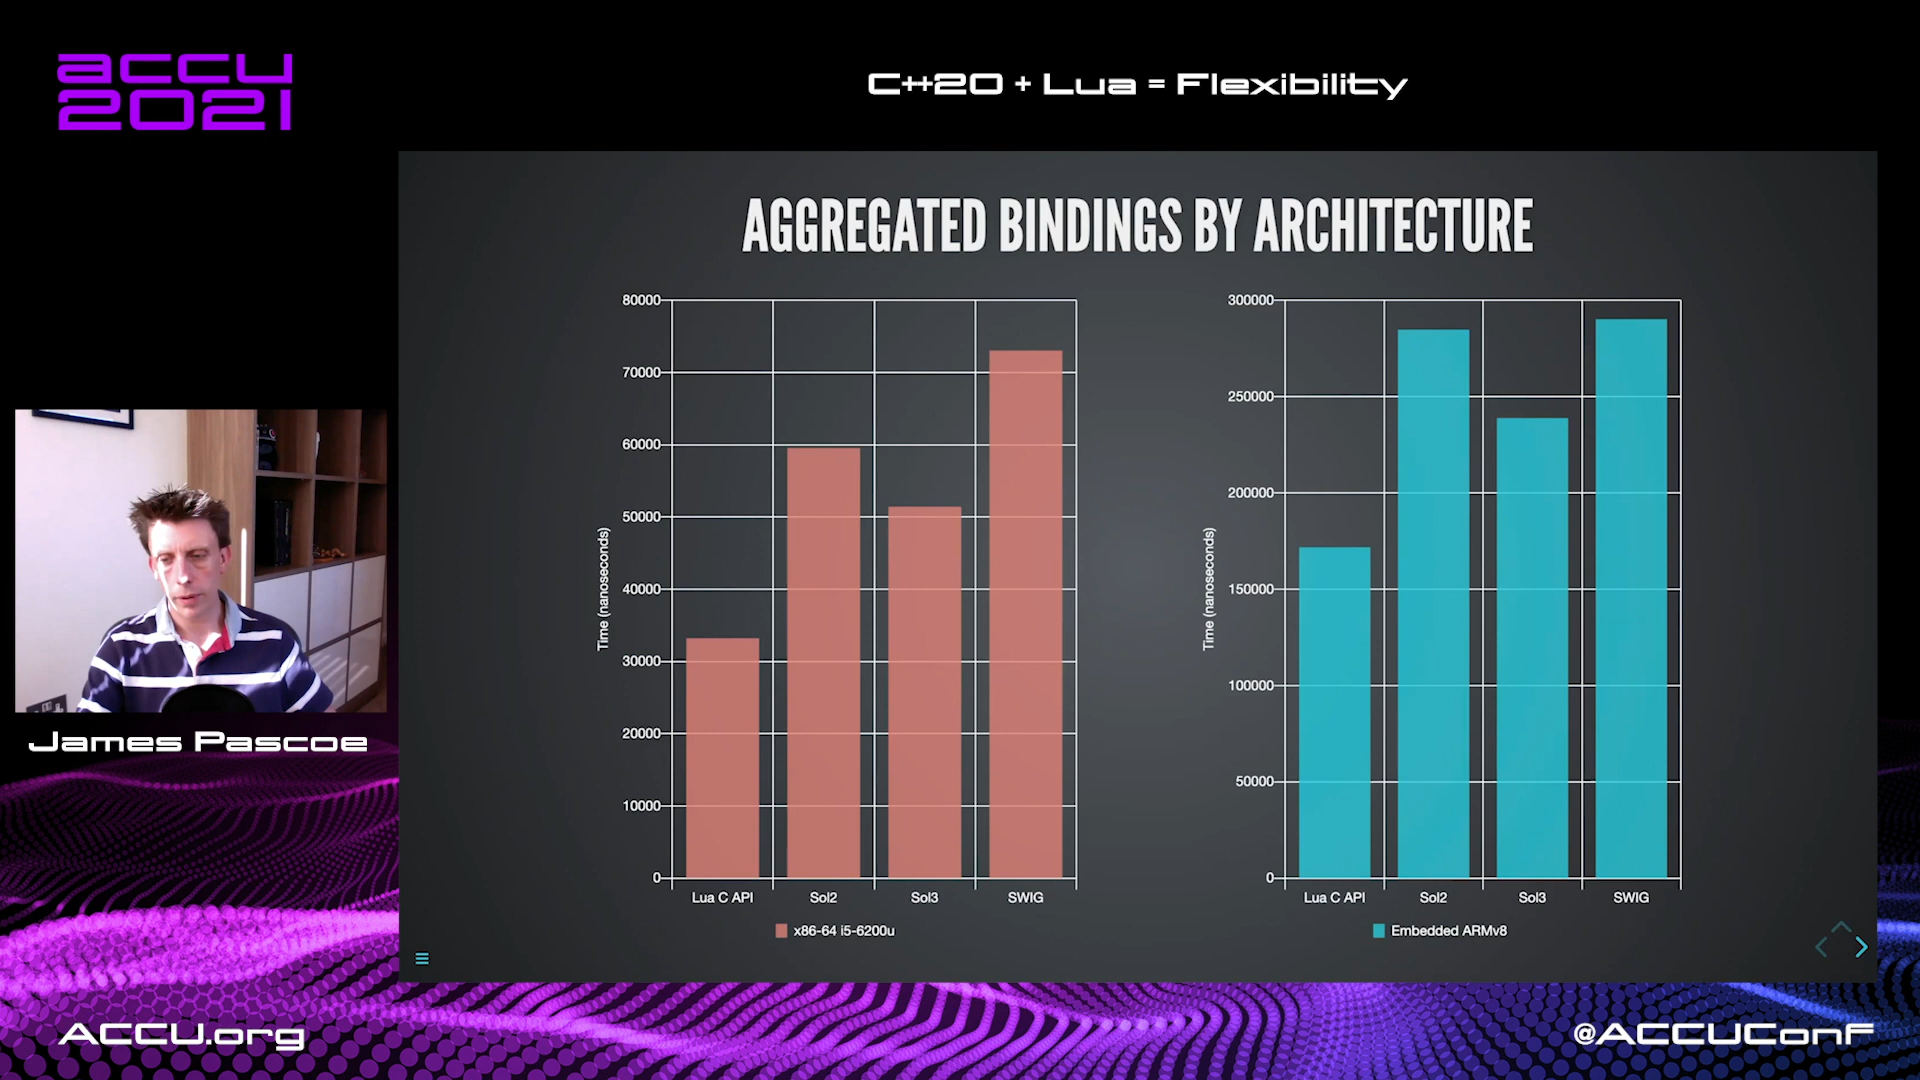 accu
2021
C++20 + Lua = Flexibility
AGGREGATED BINDINGS BY ARCHITECTURE
80000
70000
60000
50000
40000
30000
20000
10000
0
Time (nanoseconds)
Lua C API
Sol2
Sol3
SWIG
x86-64 i5-6200u
300000
250000
200000
150000
100000
50000
0
Time (nanoseconds)
Lua C API
Sol2
Sol3
SWIG
Embedded ARMv8
James Pascoe
ACCU.org
@ACCUConf